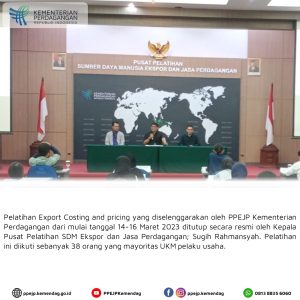 KEMENTERIAN
PERDAGANGAN
REPUBLIK INDONESIA
PUSAT PELATIHAN
SUMBER DAYA MANUSIA EKSPOR DAN JASA PERDAGANGAN
Pelatihan Export Costing and pricing yang diselenggarakan oleh PPEJP Kementerian
Perdagangan dari mulai tanggal 14-16 Maret 2023 ditutup secara resmi oleh Kepala
Pusat Pelatihan SDM Ekspor dan Jasa Perdagangan; Sugih Rahmansyah. Pelatihan
ini diikuti sebanyak 38 orang yang mayoritas UKM pelaku usaha.
ppejp.kemendag.go.id
PPEJPKemendag
ppejp.kemendag
0813 8835 6060